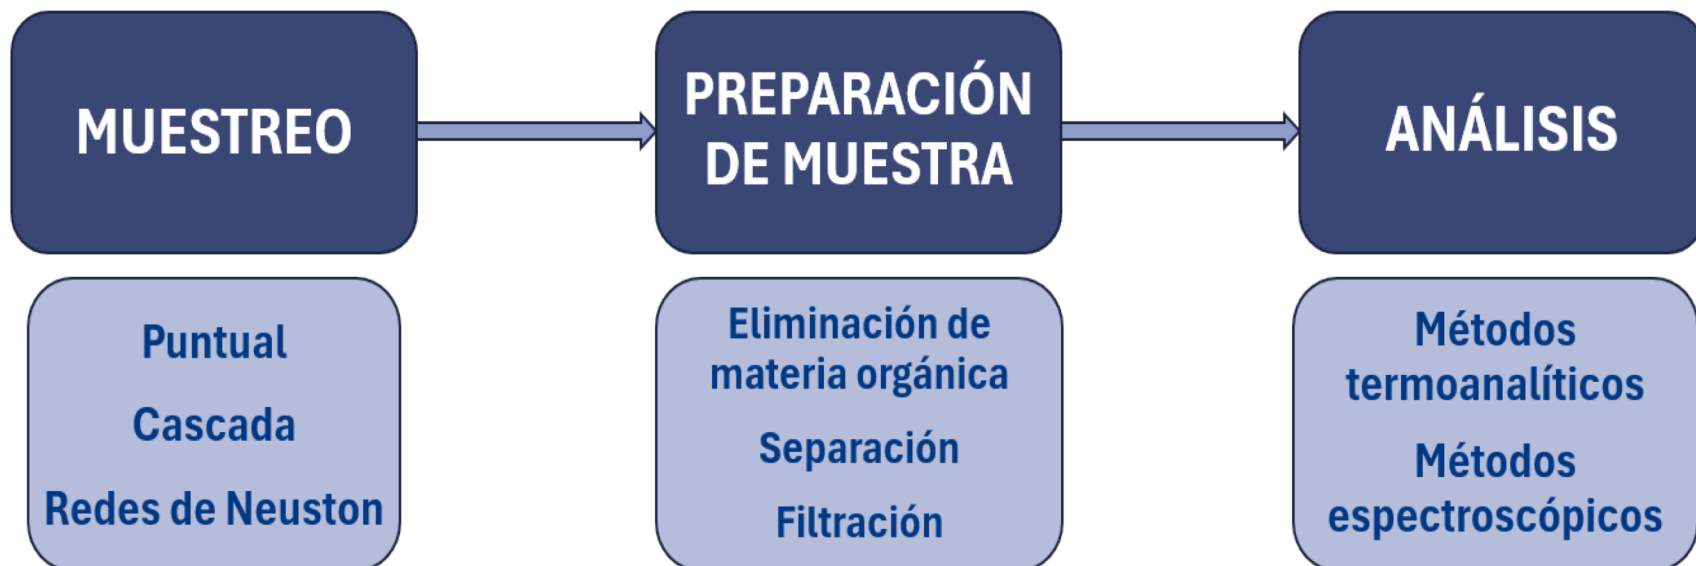 MUESTREO
PREPARACIÓN
DE MUESTRA
ANÁLISIS
Puntual
Cascada
Redes de Neuston
Eliminación de
materia orgánica
Separación
Filtración
Métodos
termoanalíticos
Métodos
espectroscópicos